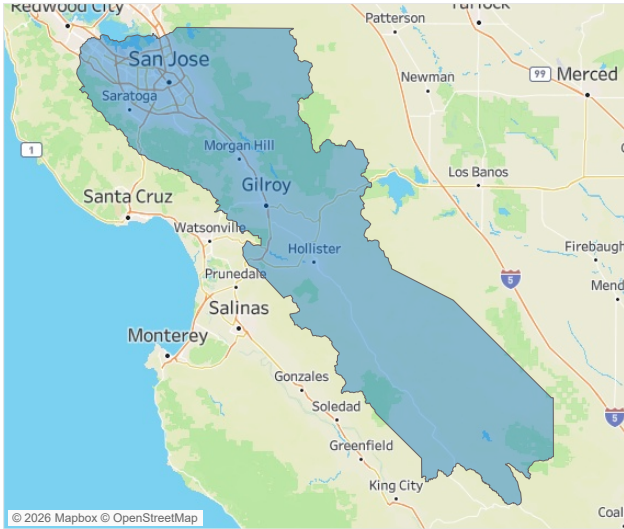 Redwood City
Patterson
Turlock
San Jose
Newman
99
Merced
Saratoga
1
Morgan Hill
Los Banos
Gilroy
Santa Cruz
Watsonville
Hollister
Firebaugh
Prunedale
5
Mend
Salinas
Monterey
Gonzales
Soledad
5
Greenfield
King City
Coal
© 2026 Mapbox © OpenStreetMap